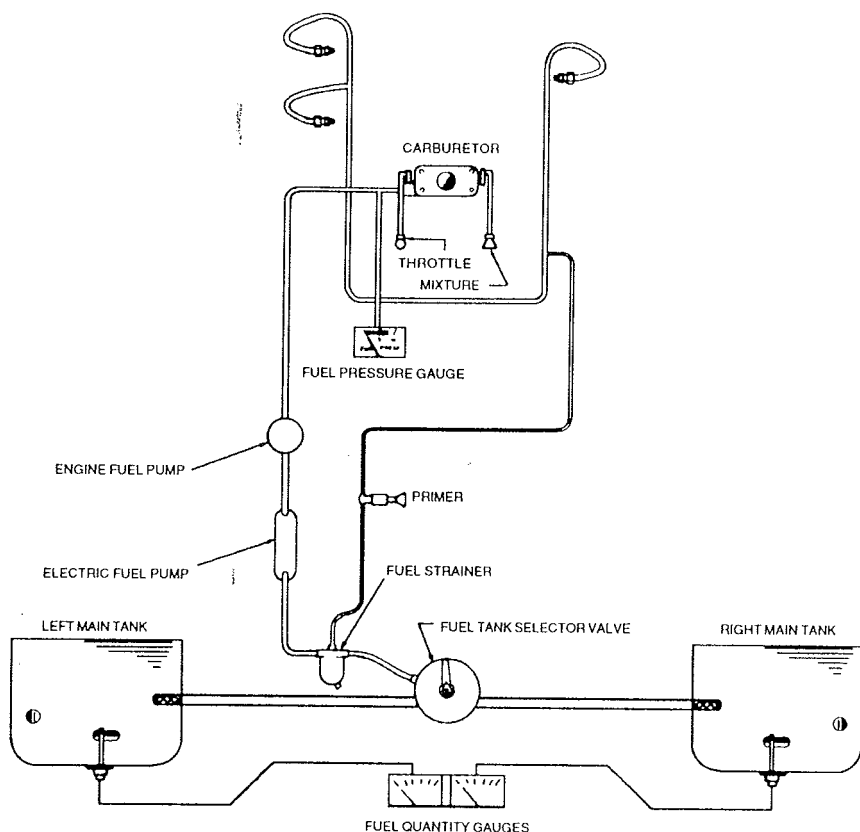 CARBURETOR
THROTTLE
MIXTURE
FUEL PRESSURE GAUGE
ENGINE FUEL PUMP
PRIMER
ELECTRIC FUEL PUMP
FUEL STRAINER
LEFT MAIN TANK
FUEL TANK SELECTOR VALVE
RIGHT MAIN TANK
FUEL QUANTITY GAUGES